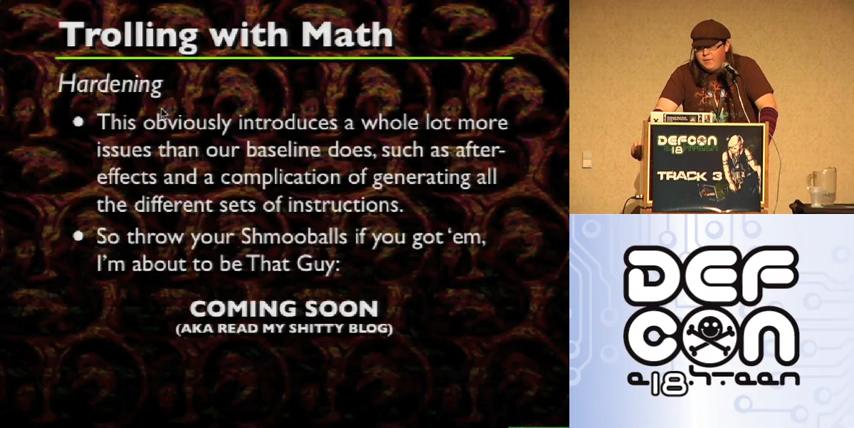 Trolling with Math
Hardening
• This obviously introduces a whole lot more
issues than our baseline does, such as after-
effects and a complication of generating all
the different sets of instructions.
• So throw your Shmooballs if you got ‘em,
I’m about to be That Guy:
COMING SOON
(AKA READ MY SHITTY BLOG)
DEFCON
18
TRACK 3
DEF
CON
18